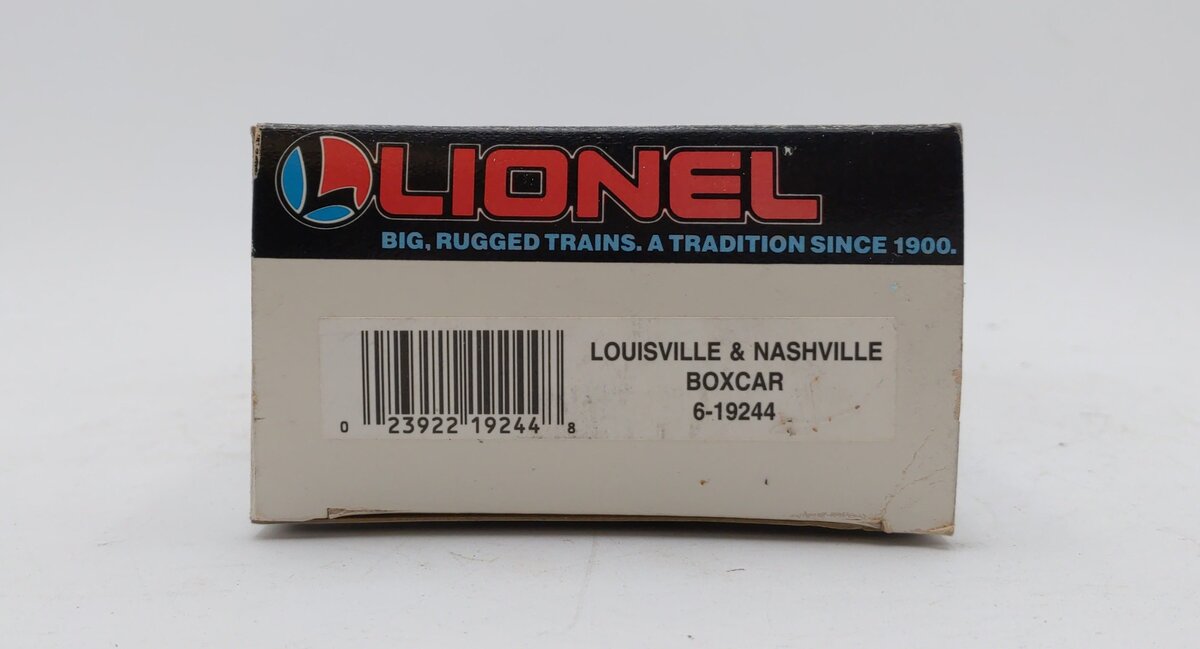 LIONEL
BIG, RUGGED TRAINS. A TRADITION SINCE 1900.
LOUISVILLE & NASHVILLE
BOXCAR
6-19244
0 23922 19244 8